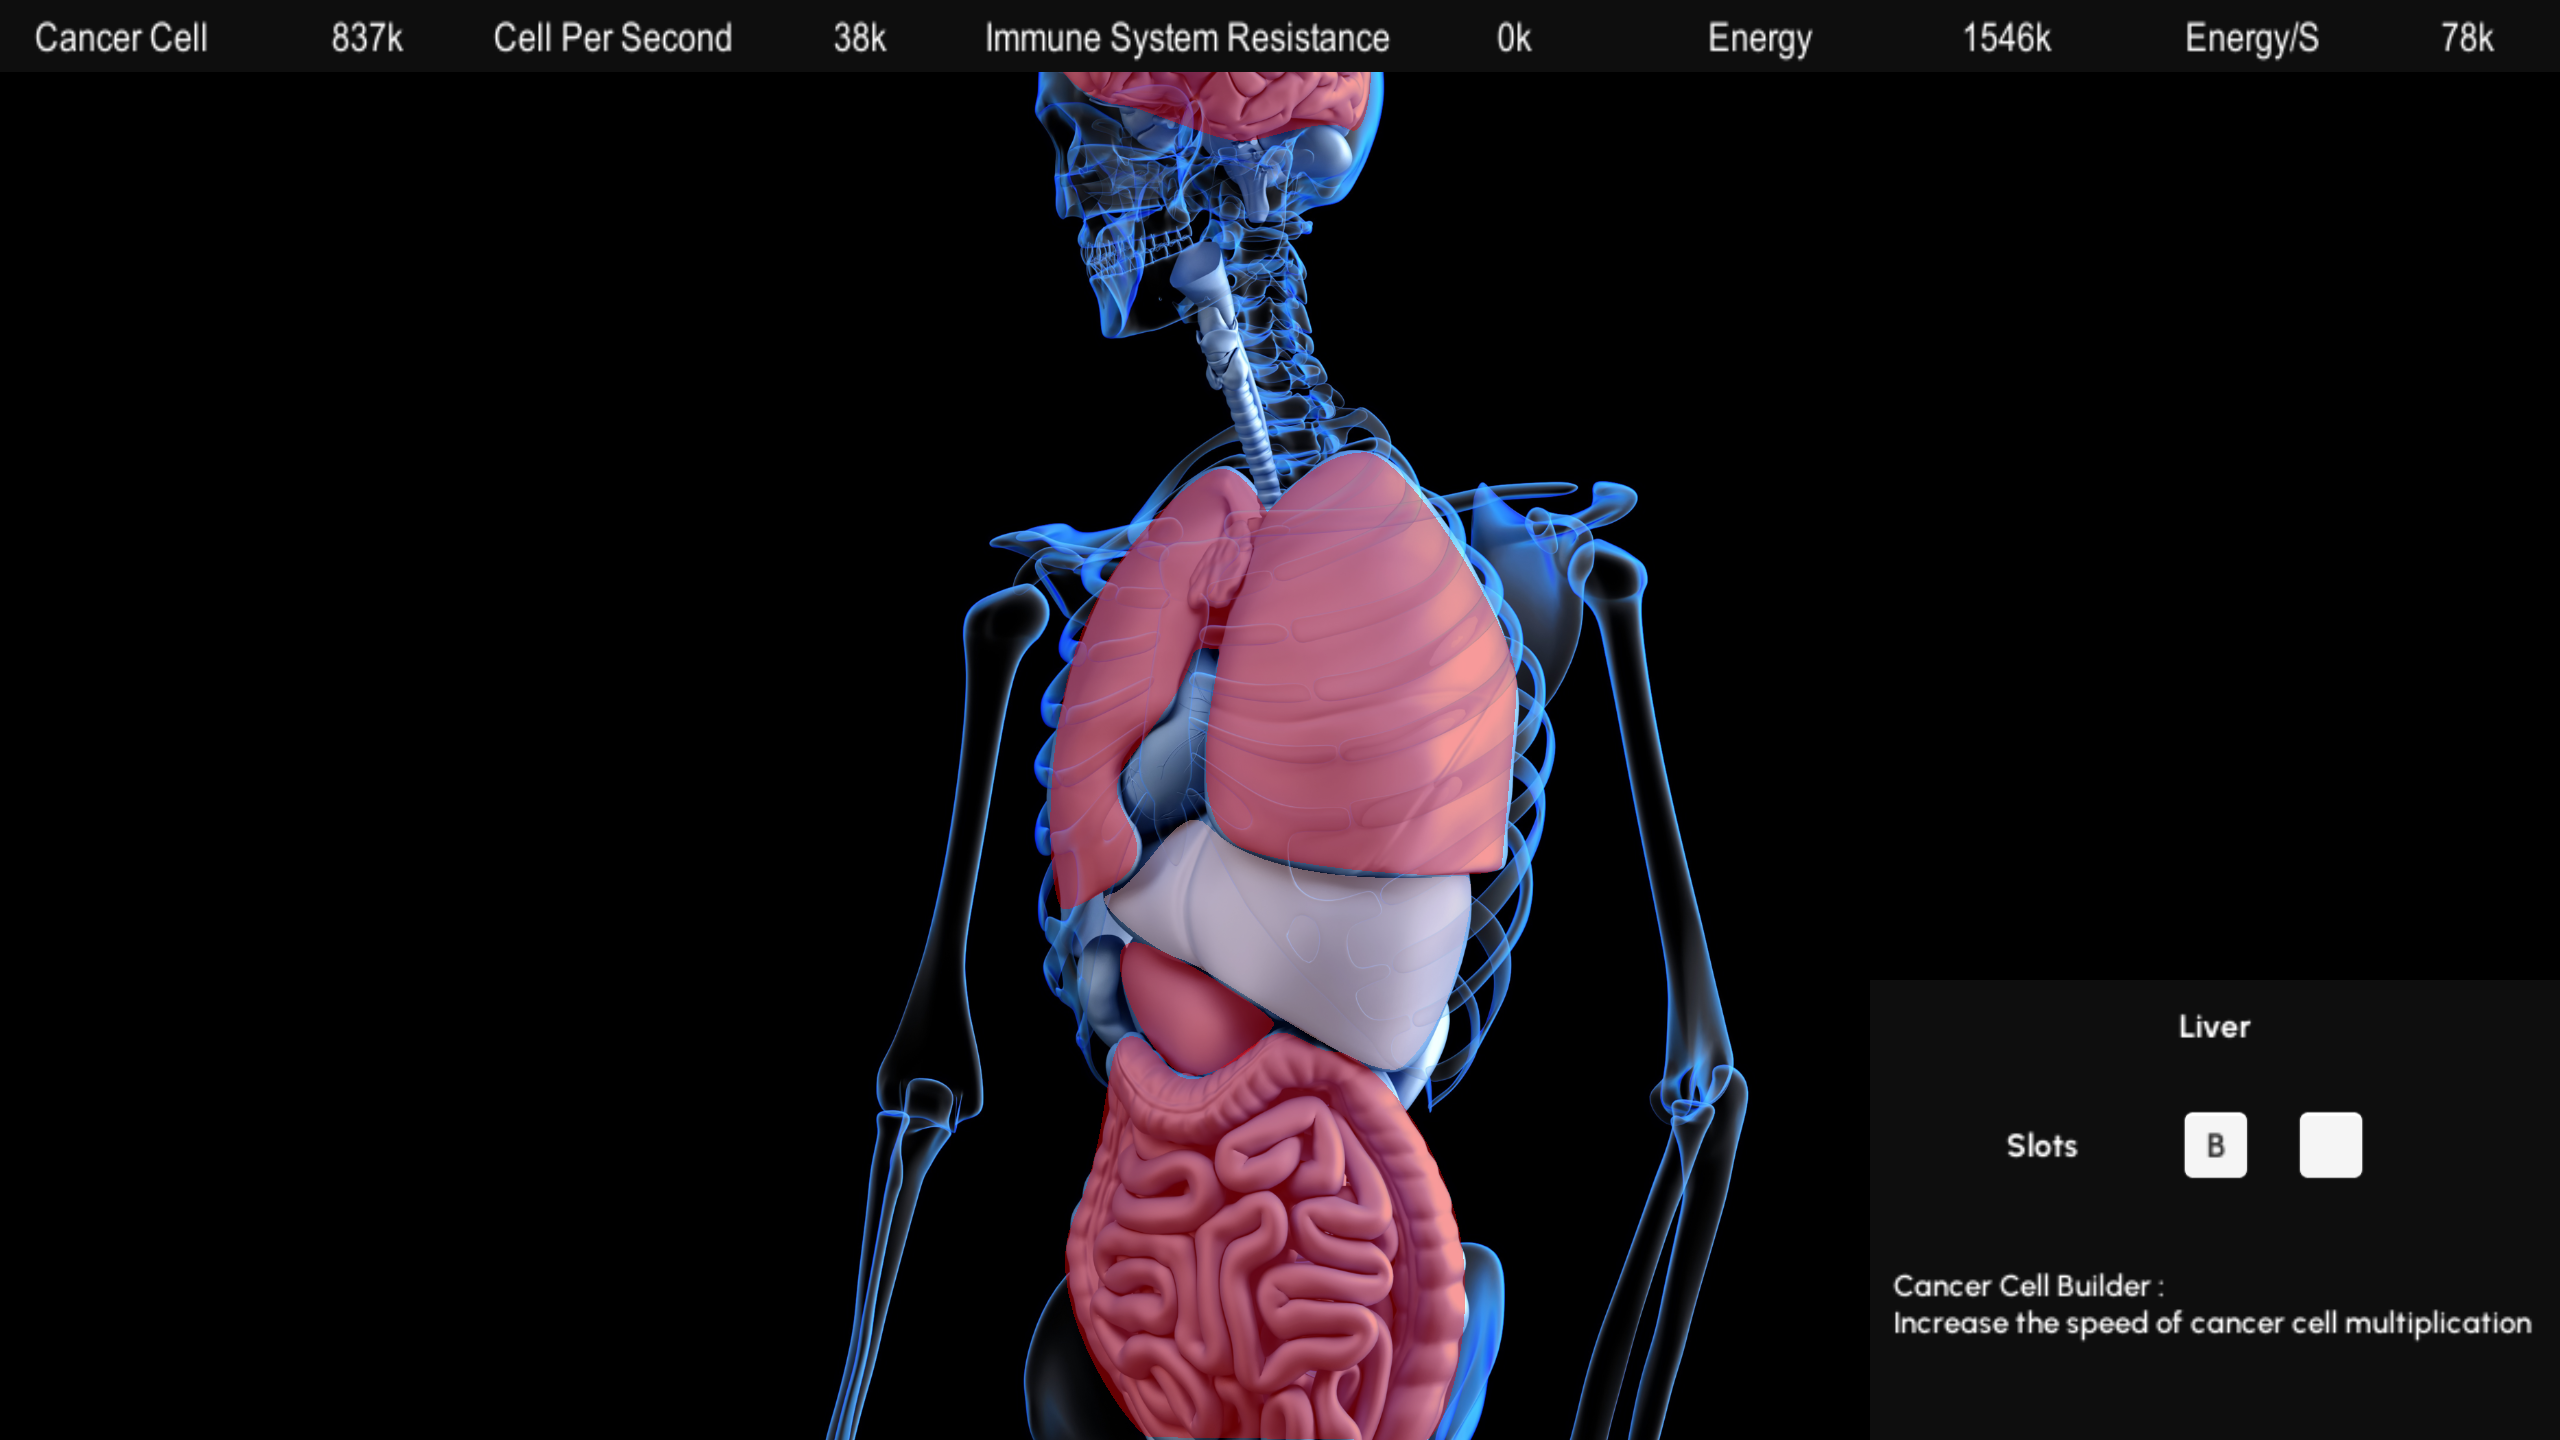 Cancer Cell 837k Cell Per Second 38k Immune System Resistance 0k Energy 1546k Energy/S 78k
Liver
Slots B
Cancer Cell Builder :
Increase the speed of cancer cell multiplication